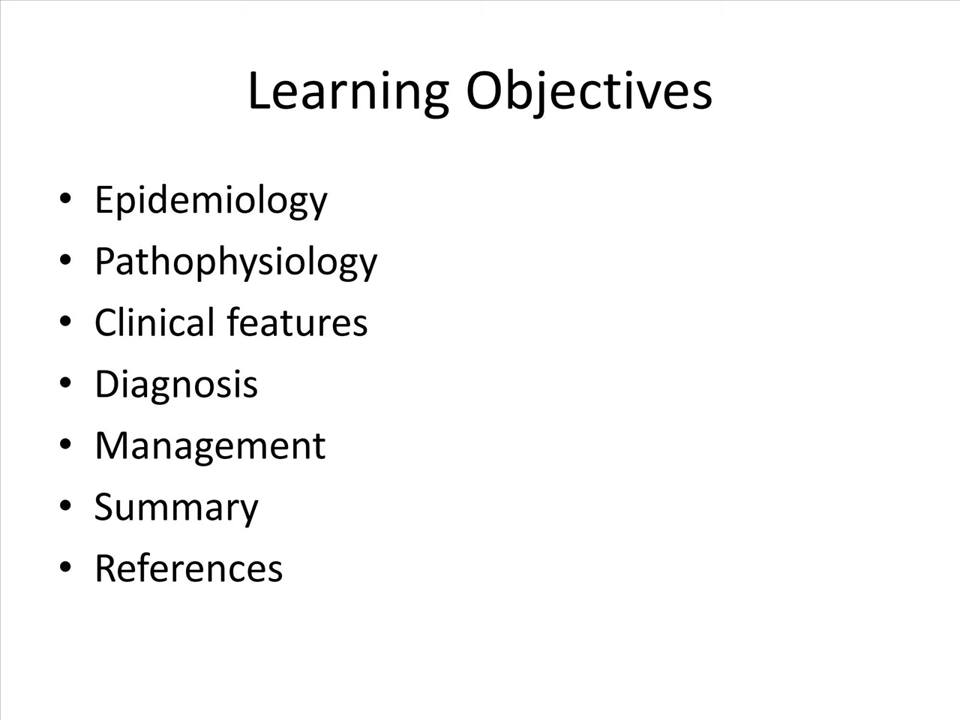 Learning Objectives
• Epidemiology
• Pathophysiology
• Clinical features
• Diagnosis
• Management
• Summary
• References